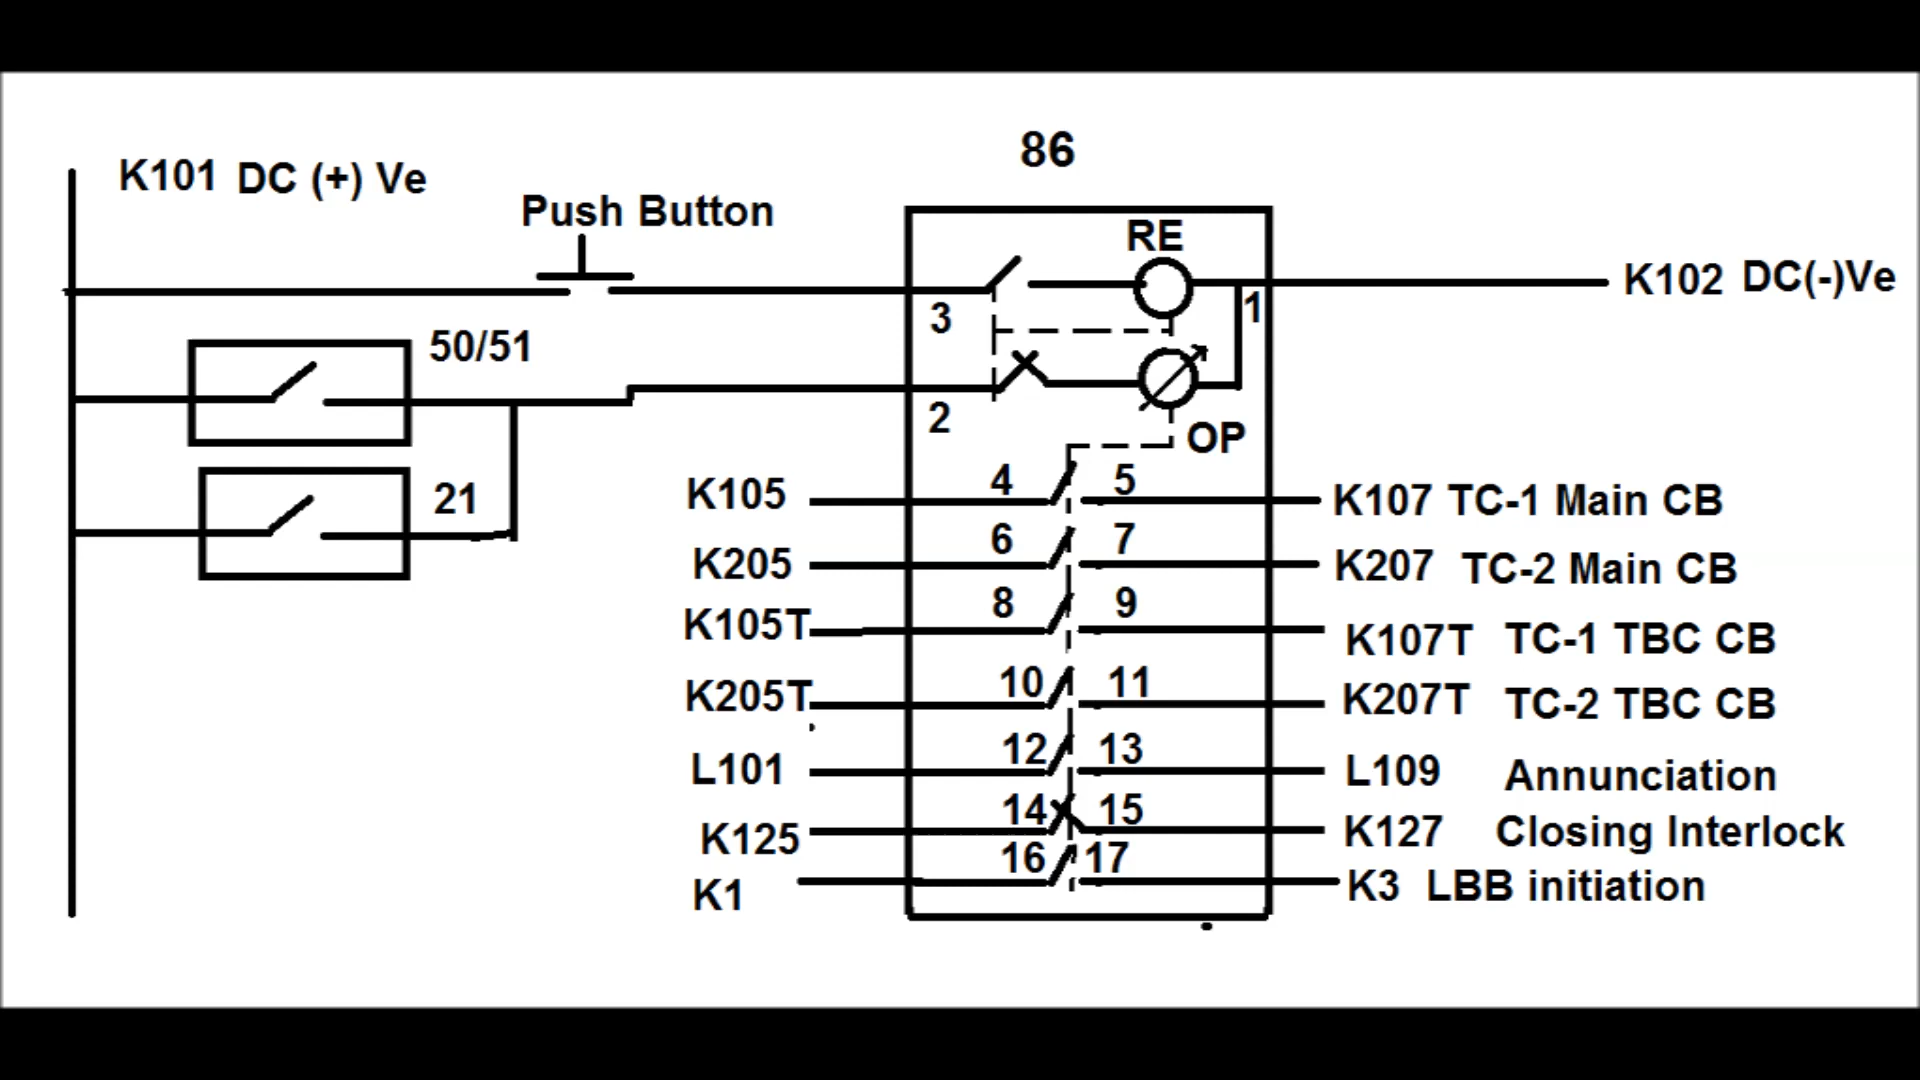 86
K101 DC (+) Ve
Push Button
RE
K102 DC(-)Ve
3
1
50/51
2
OP
21
K105 4 5 K107 TC-1 Main CB
K205 6 7 K207 TC-2 Main CB
K105T 8 9 K107T TC-1 TBC CB
K205T 10 11 K207T TC-2 TBC CB
L101 12 13 L109 Annunciation
K125 14 15 K127 Closing Interlock
K1 16 17 K3 LBB initiation